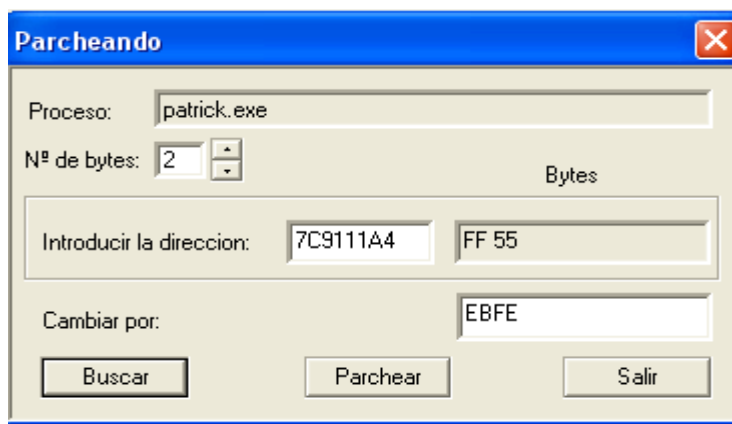 Parcheando
Proceso: patrick.exe
Nº de bytes: 2
Bytes
Introducir la direccion: 7C9111A4 FF 55
Cambiar por: EBFE
Buscar Parchear Salir